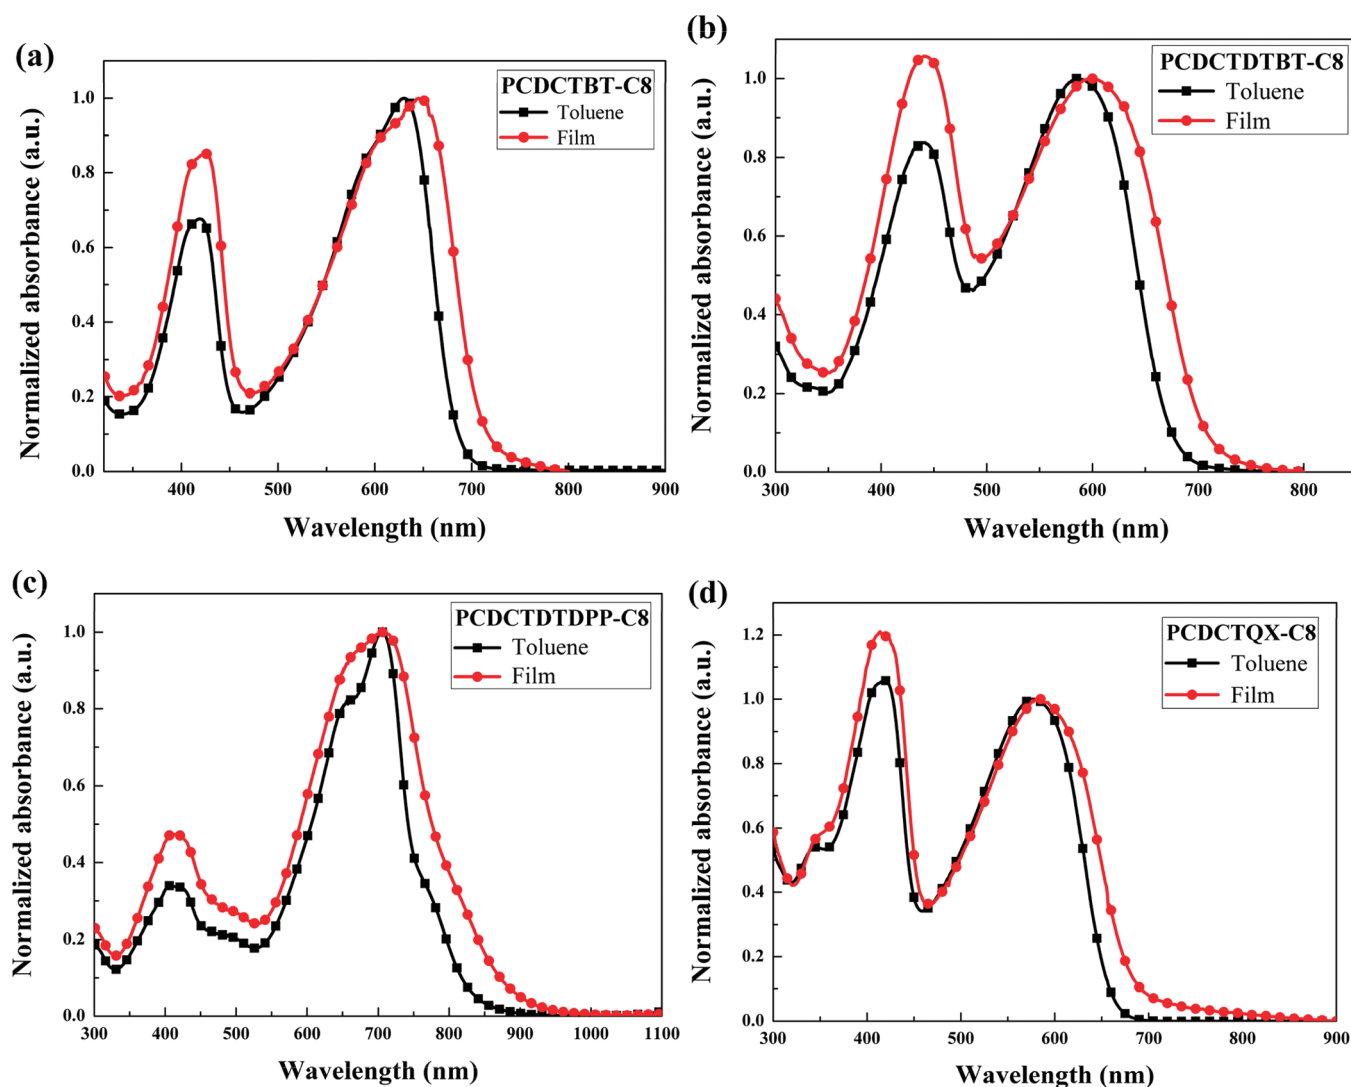 (a)
PCDCTBT-C8
Toluene
Film
Normalized absorbance (a.u.)
1.0
0.8
0.6
0.4
0.2
0.0
400 500 600 700 800 900
Wavelength (nm)
(b)
PCDCTDTBT-C8
Toluene
Film
Normalized absorbance (a.u.)
1.0
0.8
0.6
0.4
0.2
0.0
300 400 500 600 700 800
Wavelength (nm)
(c)
PCDCTDTDPP-C8
Toluene
Film
Normalized absorbance (a.u.)
1.0
0.8
0.6
0.4
0.2
0.0
300 400 500 600 700 800 900 1000 1100
Wavelength (nm)
(d)
PCDCTQX-C8
Toluene
Film
Normalized absorbance (a.u.)
1.2
1.0
0.8
0.6
0.4
0.2
0.0
300 400 500 600 700 800 900
Wavelength (nm)